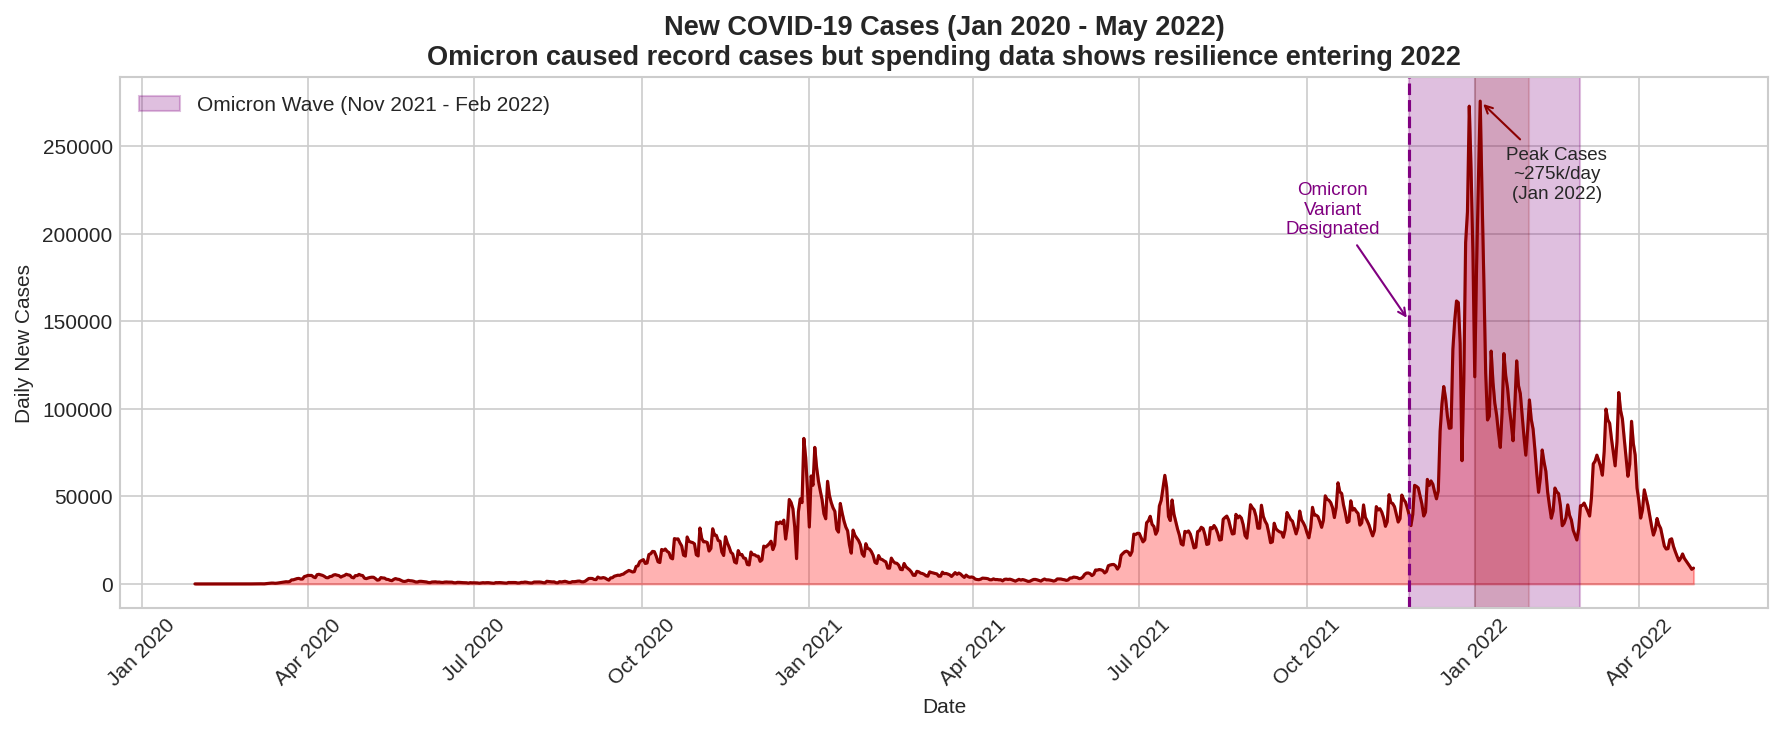 New COVID-19 Cases (Jan 2020 - May 2022)
Omicron caused record cases but spending data shows resilience entering 2022
Omicron Wave (Nov 2021 - Feb 2022)
Peak Cases
~275k/day
(Jan 2022)
Omicron
Variant
Designated
Daily New Cases
250000
200000
150000
100000
50000
0
Jan 2020
Apr 2020
Jul 2020
Oct 2020
Jan 2021
Apr 2021
Jul 2021
Oct 2021
Jan 2022
Apr 2022
Date